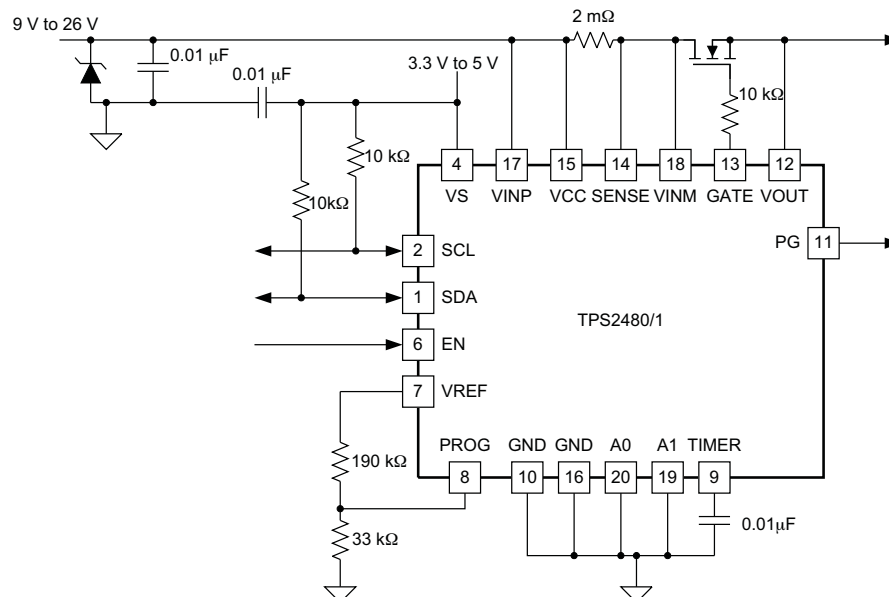 9 V to 26 V
2 mΩ
0.01 μF
0.01 μF
3.3 V to 5 V
10 kΩ
10 kΩ
10kΩ
4
17
15
14
18
13
12
VS
VINP
VCC
SENSE
VINM
GATE
VOUT
PG
11
2
SCL
1
SDA
TPS2480/1
6
EN
7
VREF
PROG
GND
GND
A0
A1
TIMER
190 kΩ
8
10
16
20
19
9
0.01μF
33 kΩ